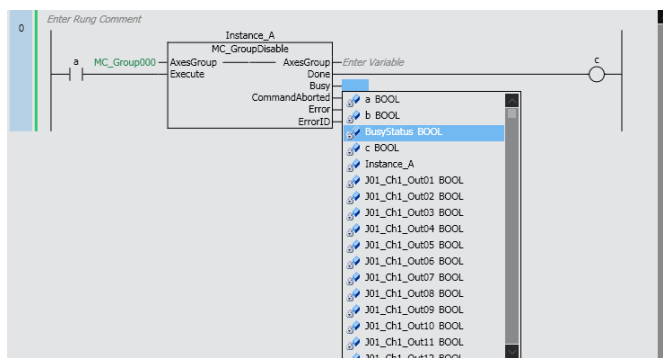 Enter Rung Comment
0
Instance_A
MC_GroupDisable
a MC_Group000 AxesGroup AxesGroup Enter Variable c
Execute Done
Busy
CommandAborted
Error
ErrorID
a BOOL
b BOOL
BusyStatus BOOL
c BOOL
Instance_A
J01_Ch1_Out01 BOOL
J01_Ch1_Out02 BOOL
J01_Ch1_Out03 BOOL
J01_Ch1_Out04 BOOL
J01_Ch1_Out05 BOOL
J01_Ch1_Out06 BOOL
J01_Ch1_Out07 BOOL
J01_Ch1_Out08 BOOL
J01_Ch1_Out09 BOOL
J01_Ch1_Out10 BOOL
J01_Ch1_Out11 BOOL
J01_Ch1_Out12 BOOL